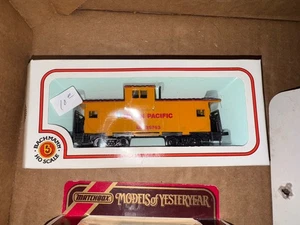 10¢
PACIFIC
BACHMANN
HO SCALE
MATCHBOX
MODELS of YESTERYEAR